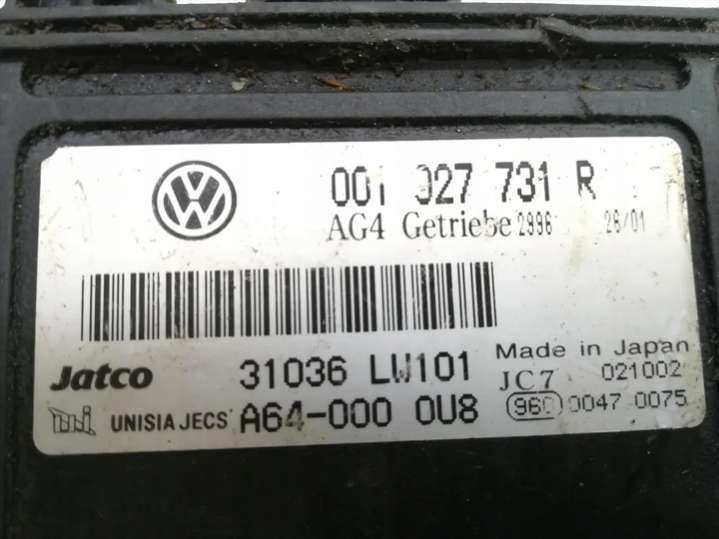 001 927 731 R
AG4 Getriebe 2996 26/01
Jatco 31036 LW101 Made in Japan
JC7 021002
UNISIA JECS A64-000 0U8 960 0047 0075